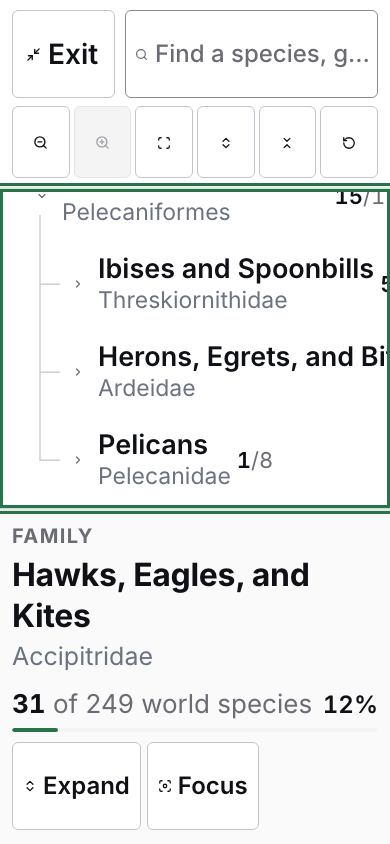 Exit
Find a species, g...
15/1
Pelecaniformes
Ibises and Spoonbills
Threskiornithidae
Herons, Egrets, and Bi
Ardeidae
Pelicans
Pelecanidae 1/8
FAMILY
Hawks, Eagles, and
Kites
Accipitridae
31 of 249 world species 12%
Expand
Focus